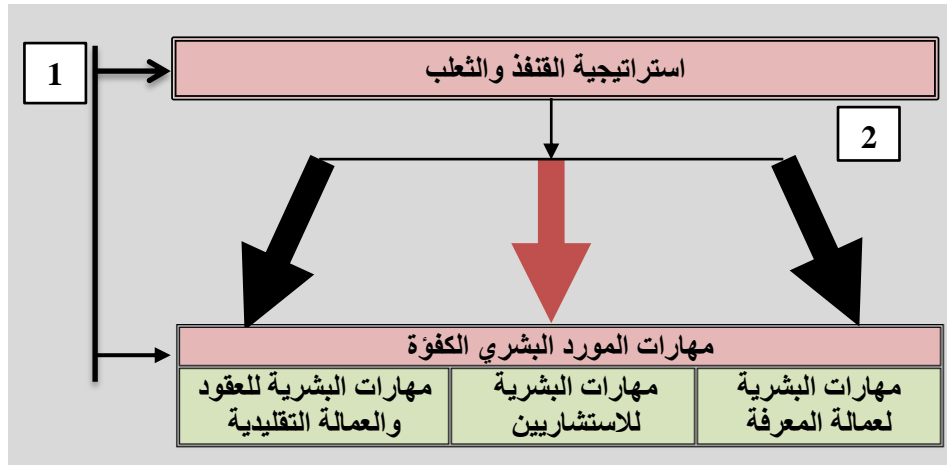 1
استراتيجية القنفذ والثعلب
2
مهارات المورد البشري الكفؤة
مهارات البشرية
لعمالة المعرفة
مهارات البشرية
للاستشاريين
مهارات البشرية للعقود
والعمالة التقليدية